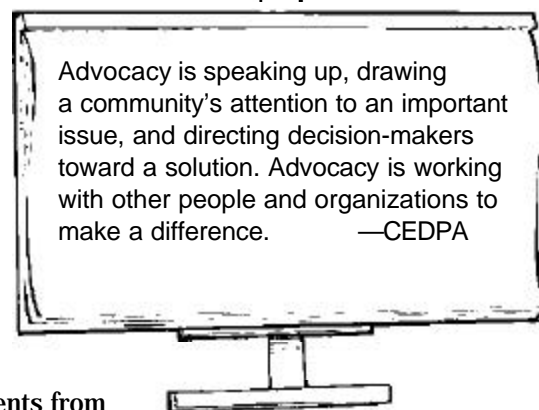 Advocacy is speaking up, drawing
a community's attention to an important
issue, and directing decision-makers
toward a solution. Advocacy is working
with other people and organizations to
make a difference. —CEDPA
from